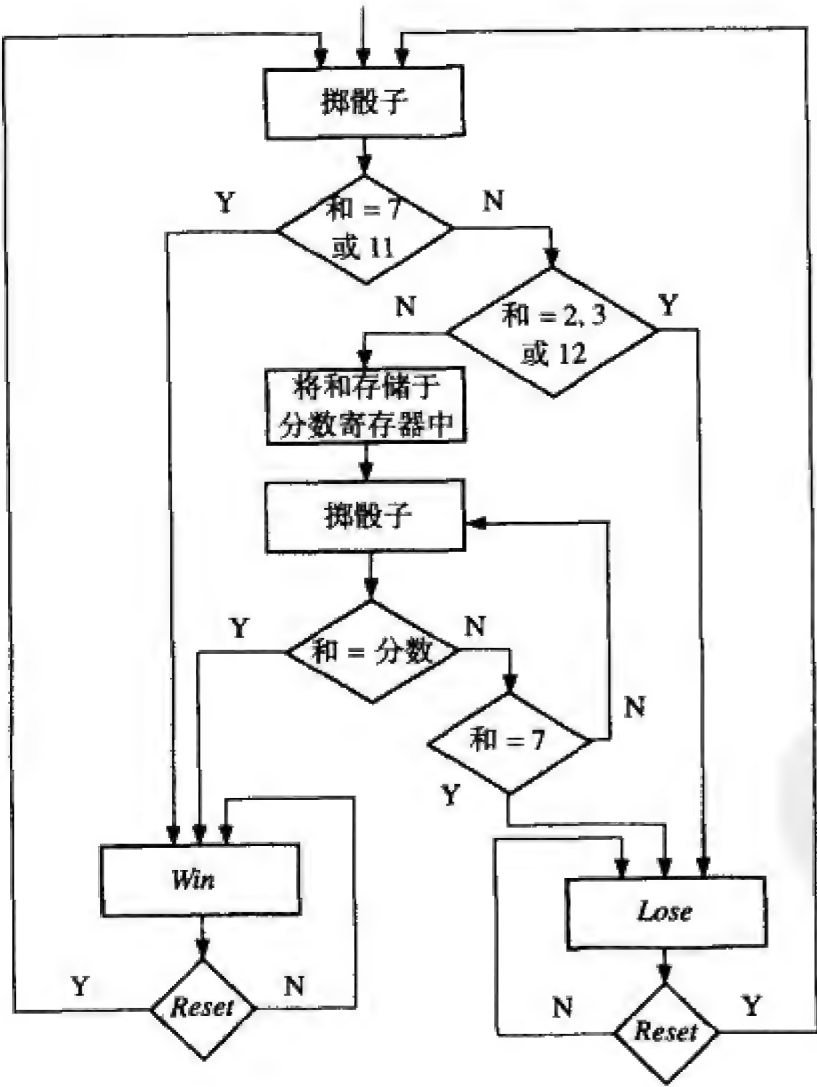 掷骰子
Y
和 = 7
或 11
N
N
和 = 2, 3
或 12
Y
将和存储于
分数寄存器中
掷骰子
Y
和 = 分数
N
和 = 7
N
Y
Win
Lose
Y
Reset
N
N
Reset
Y